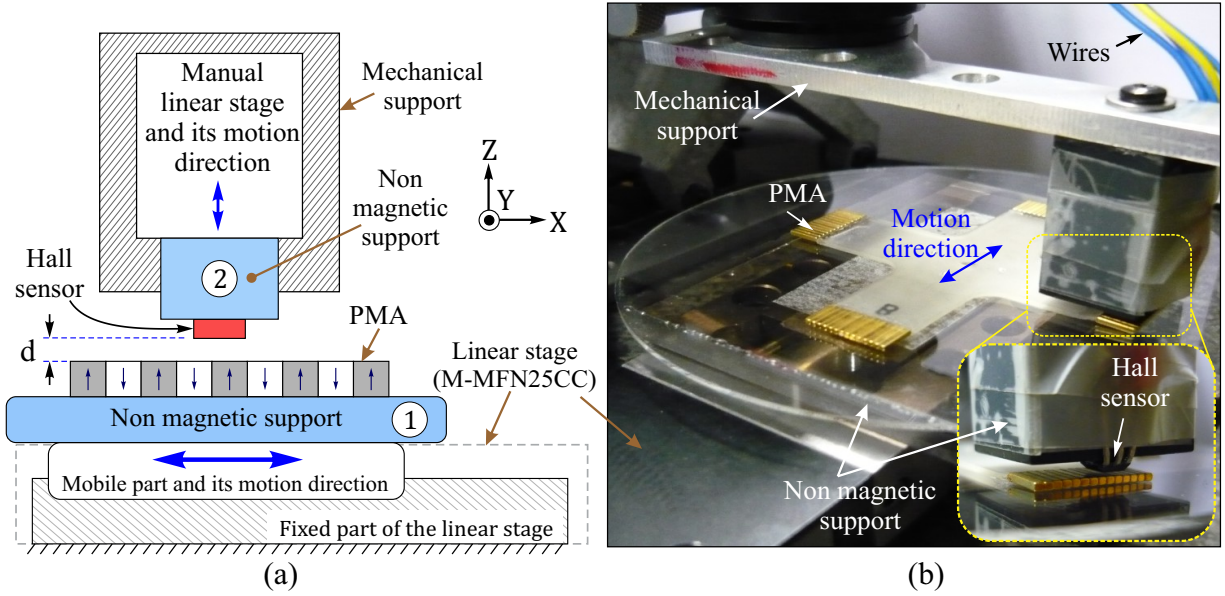 Manual
linear stage
and its motion
direction
Mechanical
support
Non
magnetic
support
Z
Y
X
2
Hall
sensor
d
PMA
Linear stage
(M-MFN25CC)
Non magnetic support
1
Mobile part and its motion direction
Fixed part of the linear stage
(a)
Wires
Mechanical
support
PMA
Motion
direction
Hall
sensor
Non magnetic
support
(b)